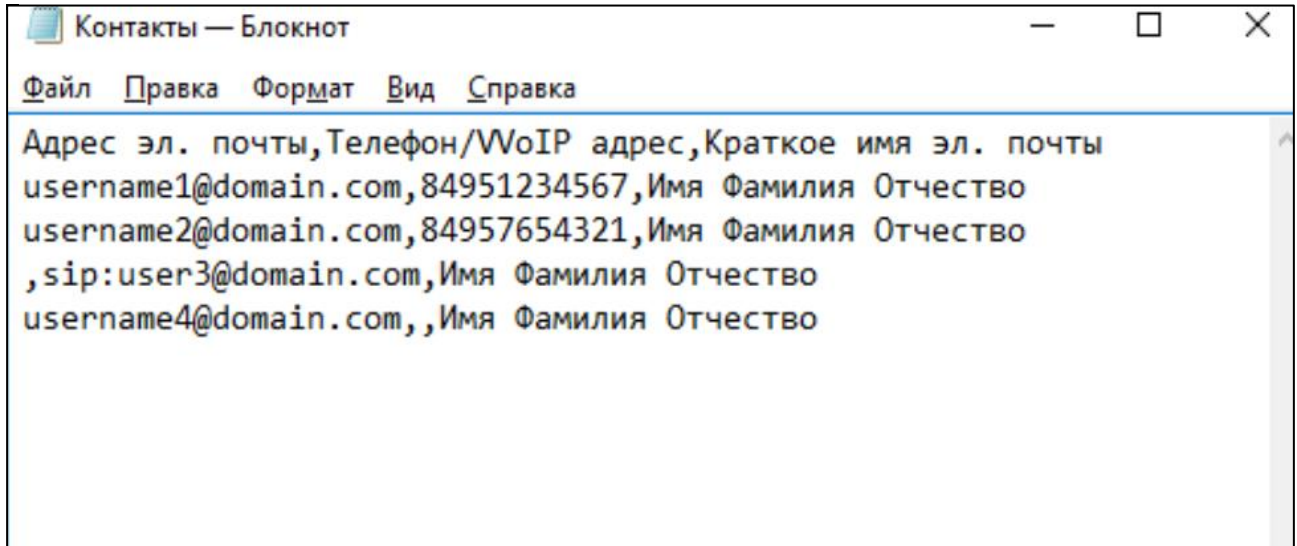 Контакты — Блокнот
Файл Правка Формат Вид Справка
Адрес эл. почты,Телефон/VVoIP адрес,Краткое имя эл. почты
username1@domain.com,84951234567,Имя Фамилия Отчество
username2@domain.com,84957654321,Имя Фамилия Отчество
,sip:user3@domain.com,Имя Фамилия Отчество
username4@domain.com,,Имя Фамилия Отчество